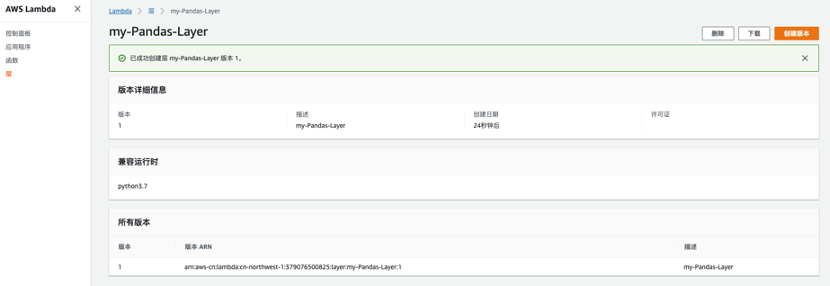 AWS Lambda
控制面板
应用程序
函数
层
Lambda > 层 > my-Pandas-Layer
my-Pandas-Layer
删除 下载 创建版本
已成功创建层 my-Pandas-Layer 版本 1。
版本详细信息
版本 描述 创建日期 许可证
1 my-Pandas-Layer 24秒钟后
兼容运行时
python3.7
所有版本
版本 版本 ARN 描述
1 arn:aws-cn:lambda:cn-northwest-1:379076500825:layer:my-Pandas-Layer:1 my-Pandas-Layer